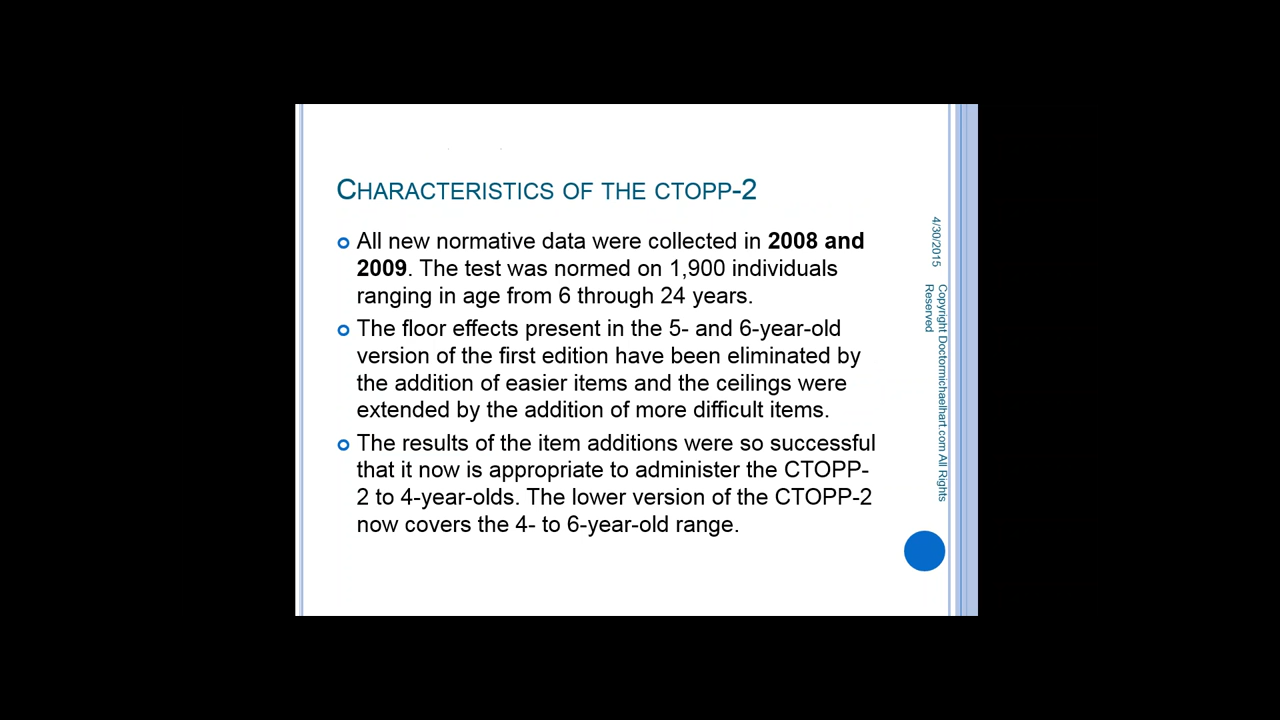 CHARACTERISTICS OF THE CTOPP-2
All new normative data were collected in 2008 and
2009. The test was normed on 1,900 individuals
ranging in age from 6 through 24 years.
The floor effects present in the 5- and 6-year-old
version of the first edition have been eliminated by
the addition of easier items and the ceilings were
extended by the addition of more difficult items.
The results of the item additions were so successful
that it now is appropriate to administer the CTOPP-
2 to 4-year-olds. The lower version of the CTOPP-2
now covers the 4- to 6-year-old range.
4/30/2015
Copyright Doctormichaelhart.com All Rights
Reserved